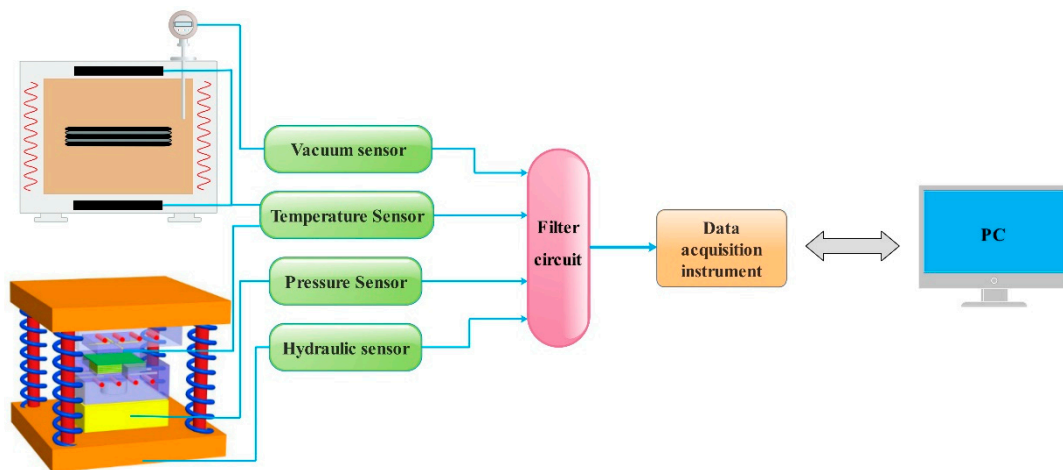 Vacuum sensor
Temperature Sensor
Pressure Sensor
Hydraulic sensor
Filter
circuit
Data
acquisition
instrument
PC